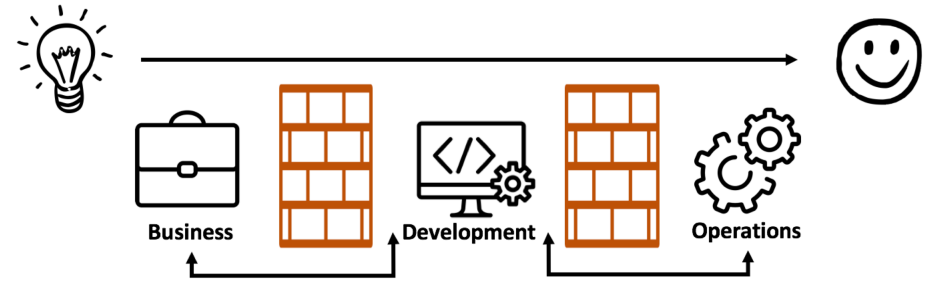 </>
Business
Development
Operations